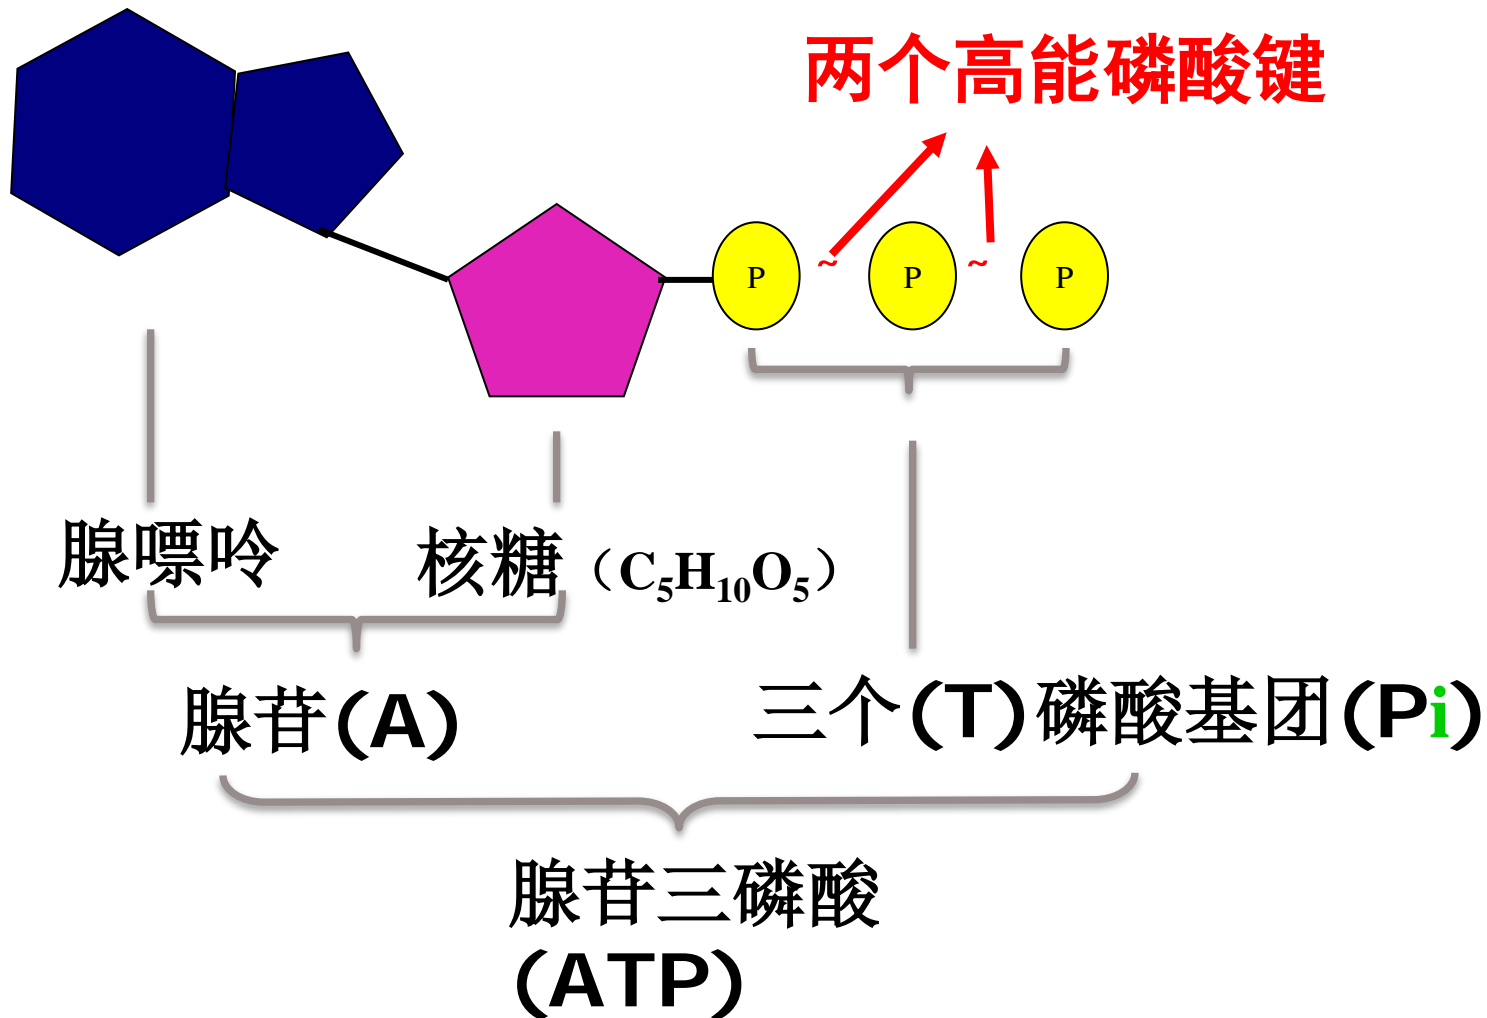 两个高能磷酸键
P ~ P ~ P
腺嘌呤
核糖（C₅H₁₀O₅）
腺苷(A)
三个(T)磷酸基团(Pi)
腺苷三磷酸
(ATP)